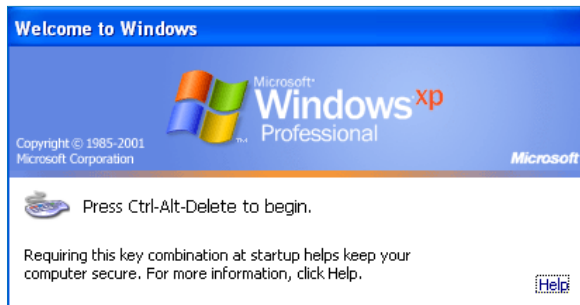 Welcome to Windows
Microsoft®
Windows xp
Professional
Copyright © 1985-2001
Microsoft Corporation
Microsoft
Press Ctrl-Alt-Delete to begin.
Requiring this key combination at startup helps keep your
computer secure. For more information, click Help.
Help